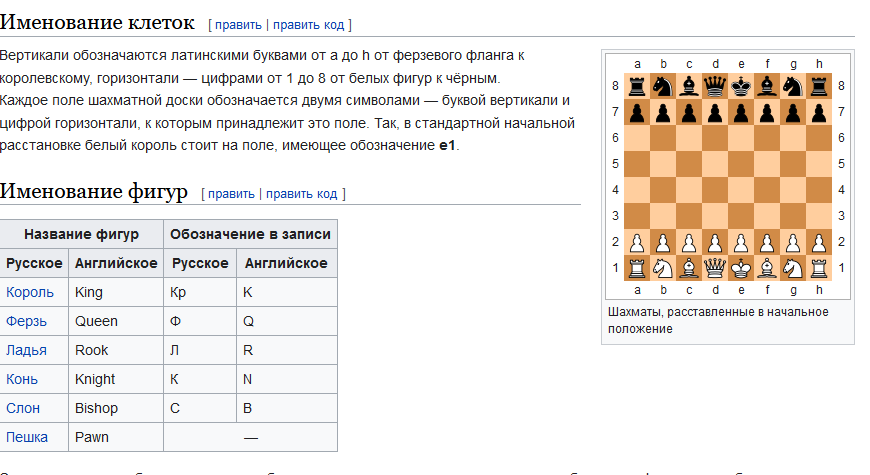 Именование клеток [ править | править код ]
Вертикали обозначаются латинскими буквами от a до h от ферзевого фланга к
королевскому, горизонтали — цифрами от 1 до 8 от белых фигур к чёрным.
Каждое поле шахматной доски обозначается двумя символами — буквой вертикали и
цифрой горизонтали, к которым принадлежит это поле. Так, в стандартной начальной
расстановке белый король стоит на поле, имеющее обозначение e1.
Именование фигур [ править | править код ]
Название фигур Обозначение в записи
Русское Английское Русское Английское
Король King Кр K
Ферзь Queen Ф Q
Ладья Rook Л R
Конь Knight К N
Слон Bishop С B
Пешка Pawn —
a b c d e f g h
8 8
7 7
6 6
5 5
4 4
3 3
2 2
1 1
a b c d e f g h
Шахматы, расставленные в начальное
положение